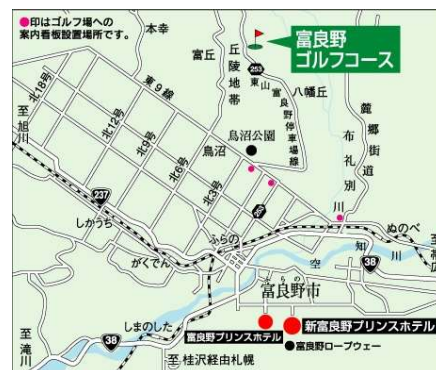 ●印はゴルフ場への
案内看板設置場所です。
本幸
富丘
丘陵地帯
253
東山
富良野停車場線
八幡丘
富良野
ゴルフコース
麓郷街道
布礼別川
東9線
北18号
北12号
北9号
北6号
北3号
鳥沼公園
鳥沼
至旭川
237
しかうち
がくでん
ふらの
ぬのべ
空知川
38
至帯広
ふらの
富良野市
しまのした
富良野プリンスホテル
新富良野プリンスホテル
富良野ロープウェー
至滝川
38
至桂沢経由札幌